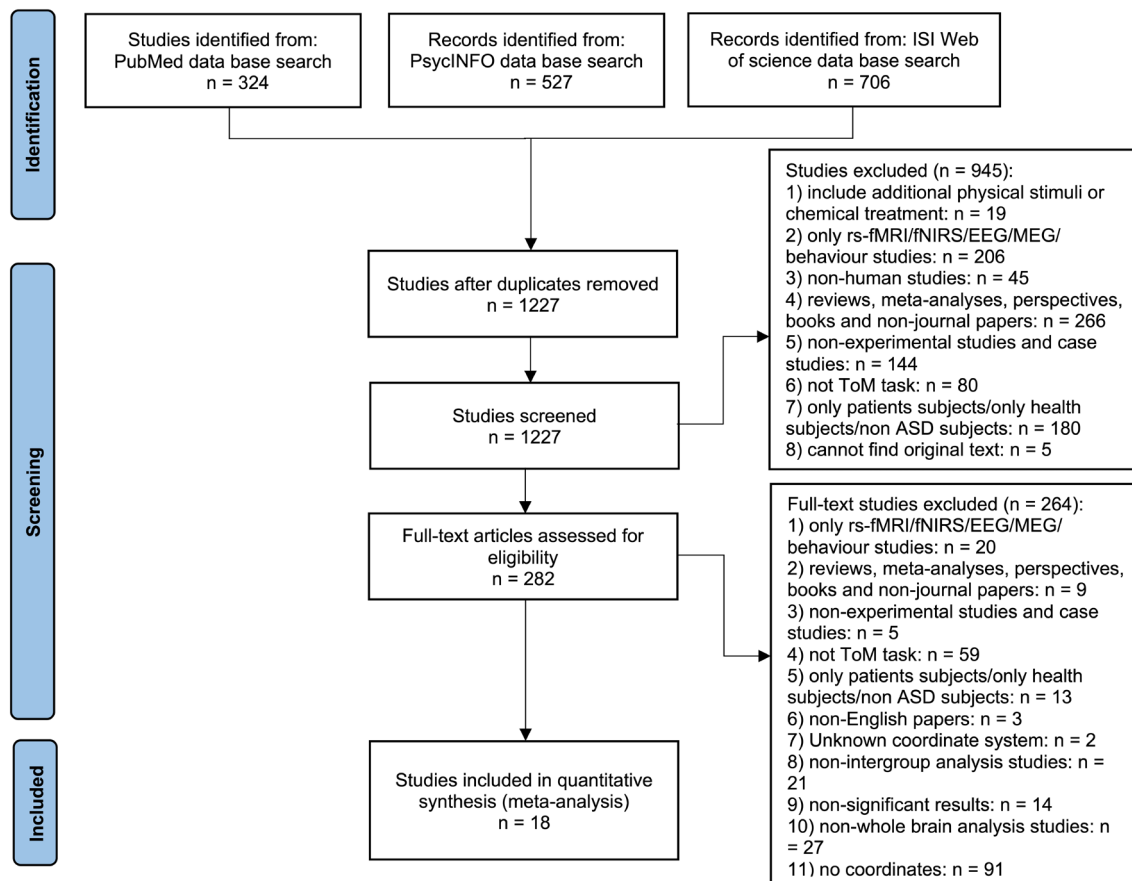 Identification
Studies identified from:
PubMed data base search
n = 324
Records identified from:
PsycINFO data base search
n = 527
Records identified from: ISI Web
of science data base search
n = 706
Studies excluded (n = 945):
1) include additional physical stimuli or
chemical treatment: n = 19
2) only rs-fMRI/fNIRS/EEG/MEG/
behaviour studies: n = 206
3) non-human studies: n = 45
4) reviews, meta-analyses, perspectives,
books and non-journal papers: n = 266
5) non-experimental studies and case
studies: n = 144
6) not ToM task: n = 80
7) only patients subjects/only health
subjects/non ASD subjects: n = 180
8) cannot find original text: n = 5
Screening
Studies after duplicates removed
n = 1227
Studies screened
n = 1227
Full-text articles assessed for
eligibility
n = 282
Full-text studies excluded (n = 264):
1) only rs-fMRI/fNIRS/EEG/MEG/
behaviour studies: n = 20
2) reviews, meta-analyses, perspectives,
books and non-journal papers: n = 9
3) non-experimental studies and case
studies: n = 5
4) not ToM task: n = 59
5) only patients subjects/only health
subjects/non ASD subjects: n = 13
6) non-English papers: n = 3
7) Unknown coordinate system: n = 2
8) non-intergroup analysis studies: n =
21
9) non-significant results: n = 14
10) non-whole brain analysis studies: n
= 27
11) no coordinates: n = 91
Included
Studies included in quantitative
synthesis (meta-analysis)
n = 18